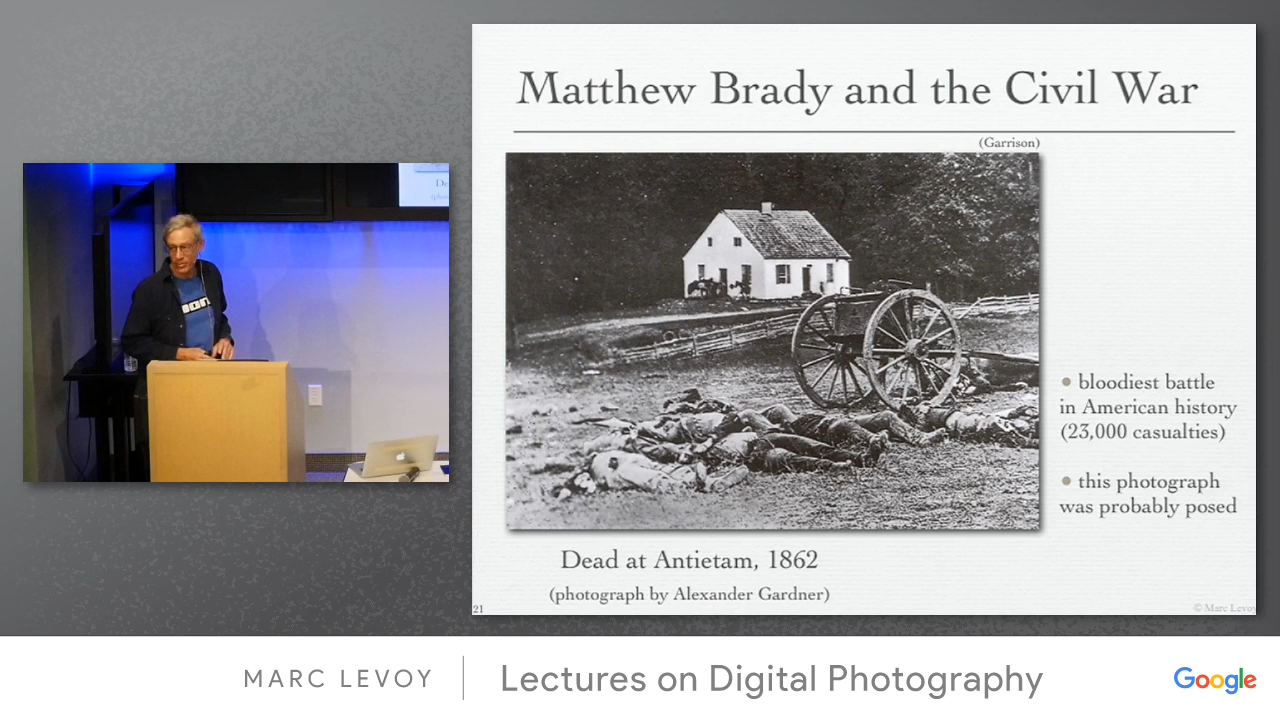 Matthew Brady and the Civil War
(Garrison)
• bloodiest battle
in American history
(23,000 casualties)
• this photograph
was probably posed
Dead at Antietam, 1862
(photograph by Alexander Gardner)
21
© Marc Levoy
MARC LEVOY
Lectures on Digital Photography
Google